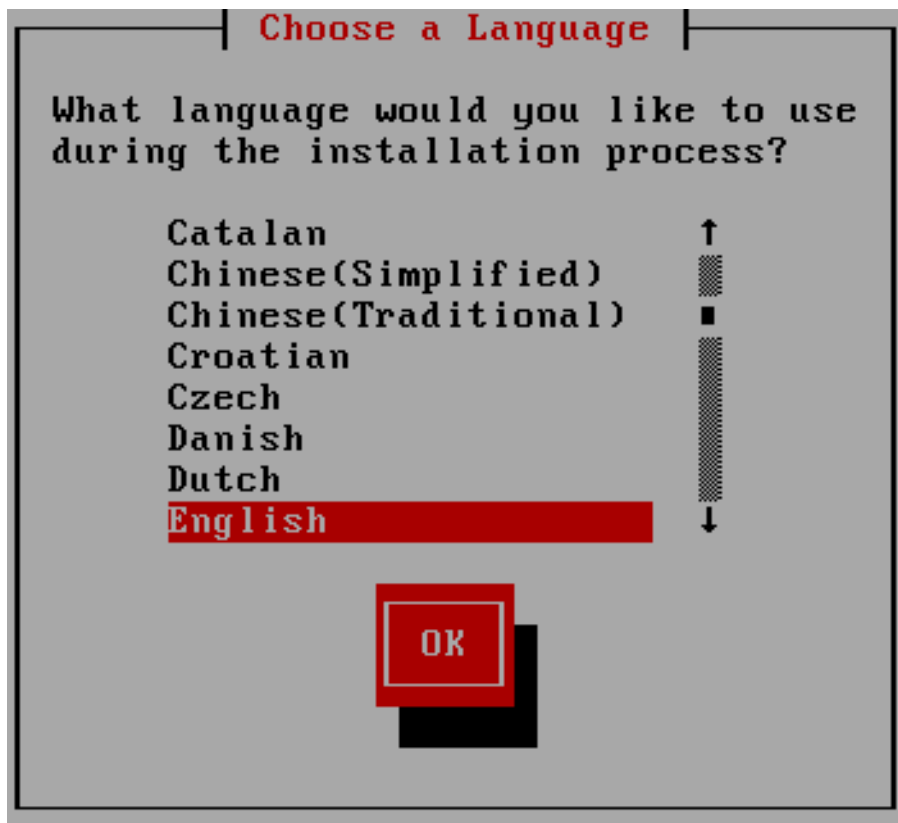 Choose a Language
What language would you like to use
during the installation process?
Catalan
Chinese(Simplified)
Chinese(Traditional)
Croatian
Czech
Danish
Dutch
English
OK